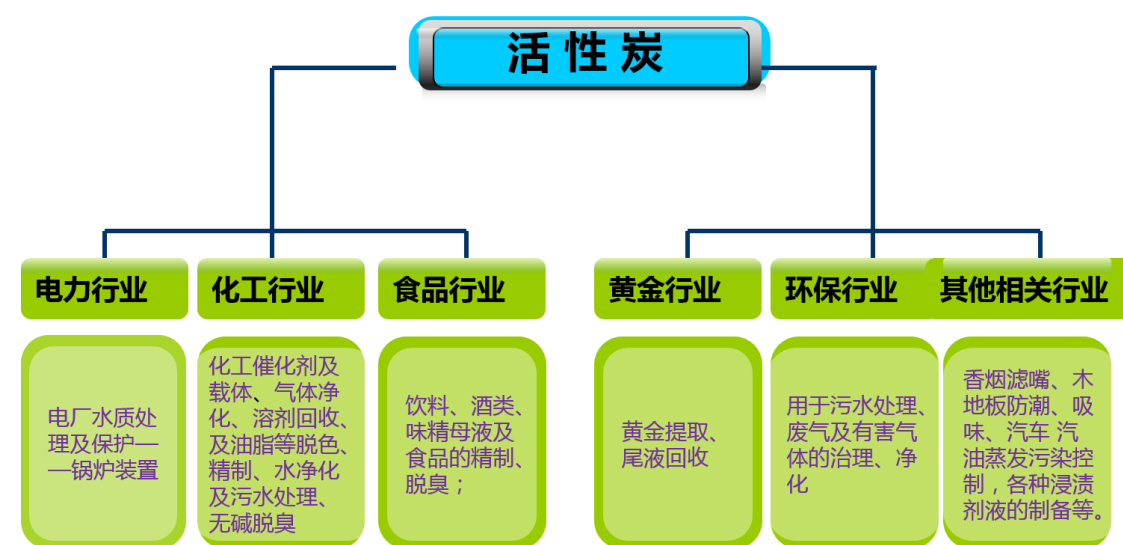 活性炭
电力行业
化工行业
食品行业
黄金行业
环保行业
其他相关行业
电厂水质处
理及保护—
—锅炉装置
化工催化剂及
载体、气体净
化、溶剂回收、
及油脂等脱色、
精制、水净化
及污水处理、
无碱脱臭
饮料、酒类、
味精母液及
食品的精制、
脱臭；
黄金提取、
尾液回收
用于污水处理、
废气及有害气
体的治理、净
化
香烟滤嘴、木
地板防潮、吸
味、汽车 汽
油蒸发污染控
制，各种浸渍
剂液的制备等。